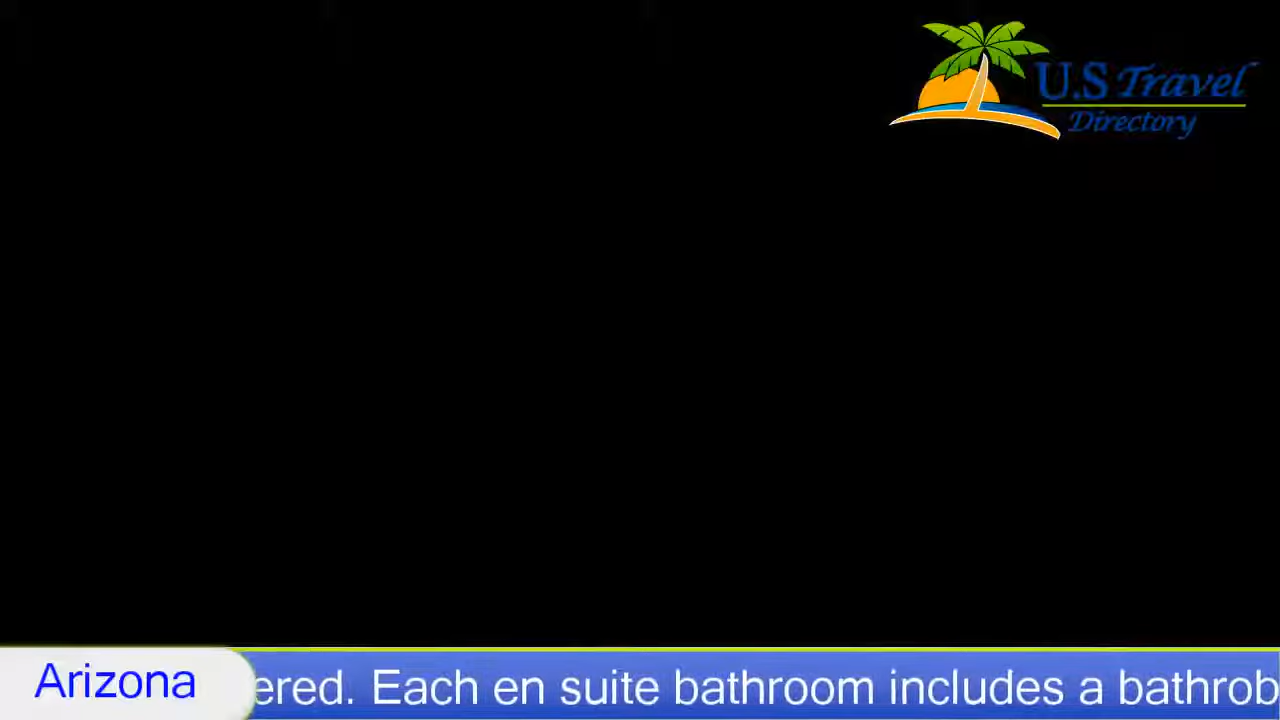 U.S Travel
Directory
Arizona
ered. Each en suite bathroom includes a bathrob